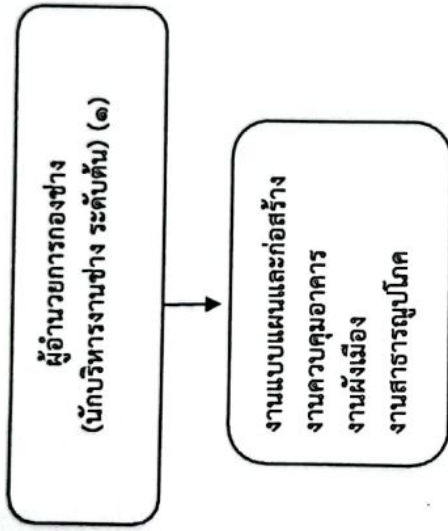 ผู้อำนวยการกองช่าง
(นักบริหารงานช่าง ระดับต้น) (๑)
งานแบบแผนและก่อสร้าง
งานควบคุมอาคาร
งานผังเมือง
งานสาธารณูปโภค